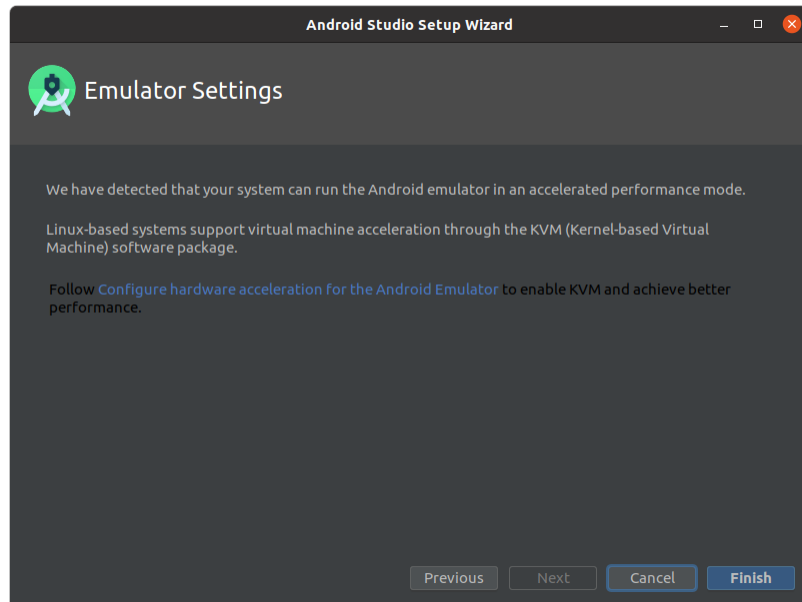 Android Studio Setup Wizard
Emulator Settings
We have detected that your system can run the Android emulator in an accelerated performance mode.
Linux-based systems support virtual machine acceleration through the KVM (Kernel-based Virtual
Machine) software package.
Follow Configure hardware acceleration for the Android Emulator to enable KVM and achieve better
performance.
Previous Next Cancel Finish